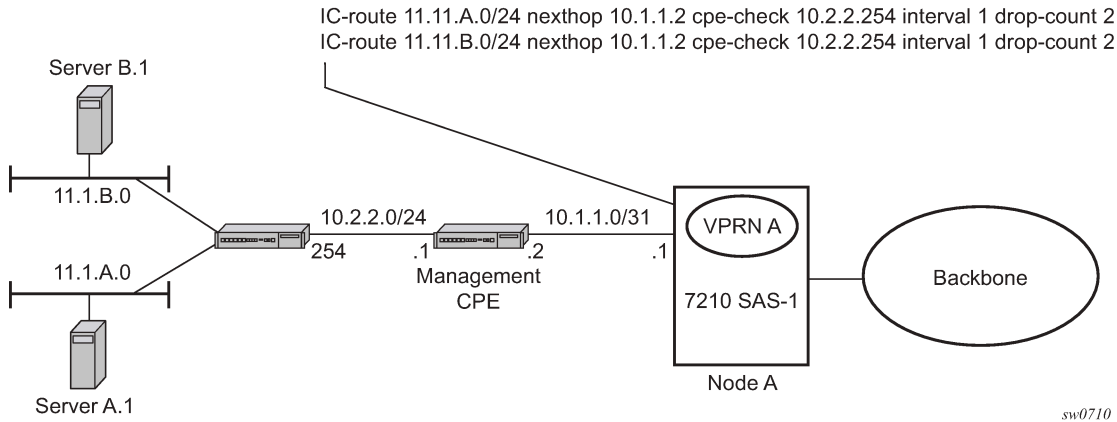 IC-route 11.11.A.0/24 nexthop 10.1.1.2 cpe-check 10.2.2.254 interval 1 drop-count 2
IC-route 11.11.B.0/24 nexthop 10.1.1.2 cpe-check 10.2.2.254 interval 1 drop-count 2
Server B.1
11.1.B.0
10.2.2.0/24
10.1.1.0/31
VPRN A
254
.1
.2
.1
11.1.A.0
Management
CPE
7210 SAS-1
Backbone
Node A
Server A.1
sw0710